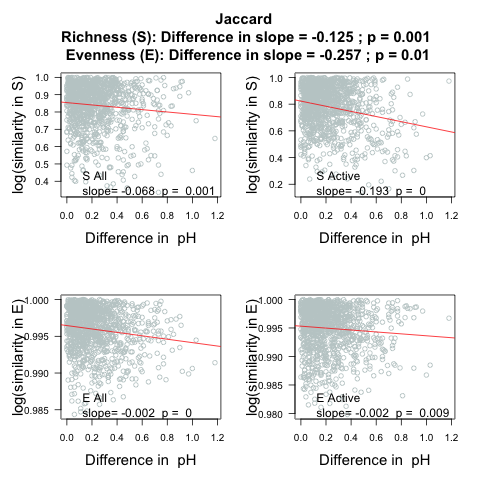 Jaccard
Richness (S): Difference in slope = -0.125 ; p = 0.001
Evenness (E): Difference in slope = -0.257 ; p = 0.01
log(similarity in S)
1.0
0.9
0.8
0.7
0.6
0.5
0.4
S All
slope= -0.068 p = 0.001
0.0 0.2 0.4 0.6 0.8 1.0 1.2
Difference in pH
log(similarity in S)
1.0
0.8
0.6
0.4
0.2
S Active
slope= -0.193 p = 0
0.0 0.2 0.4 0.6 0.8 1.0 1.2
Difference in pH
log(similarity in E)
1.000
0.995
0.990
0.985
E All
slope= -0.002 p = 0
0.0 0.2 0.4 0.6 0.8 1.0 1.2
Difference in pH
log(similarity in E)
1.000
0.995
0.990
0.985
0.980
E Active
slope= -0.002 p = 0.009
0.0 0.2 0.4 0.6 0.8 1.0 1.2
Difference in pH